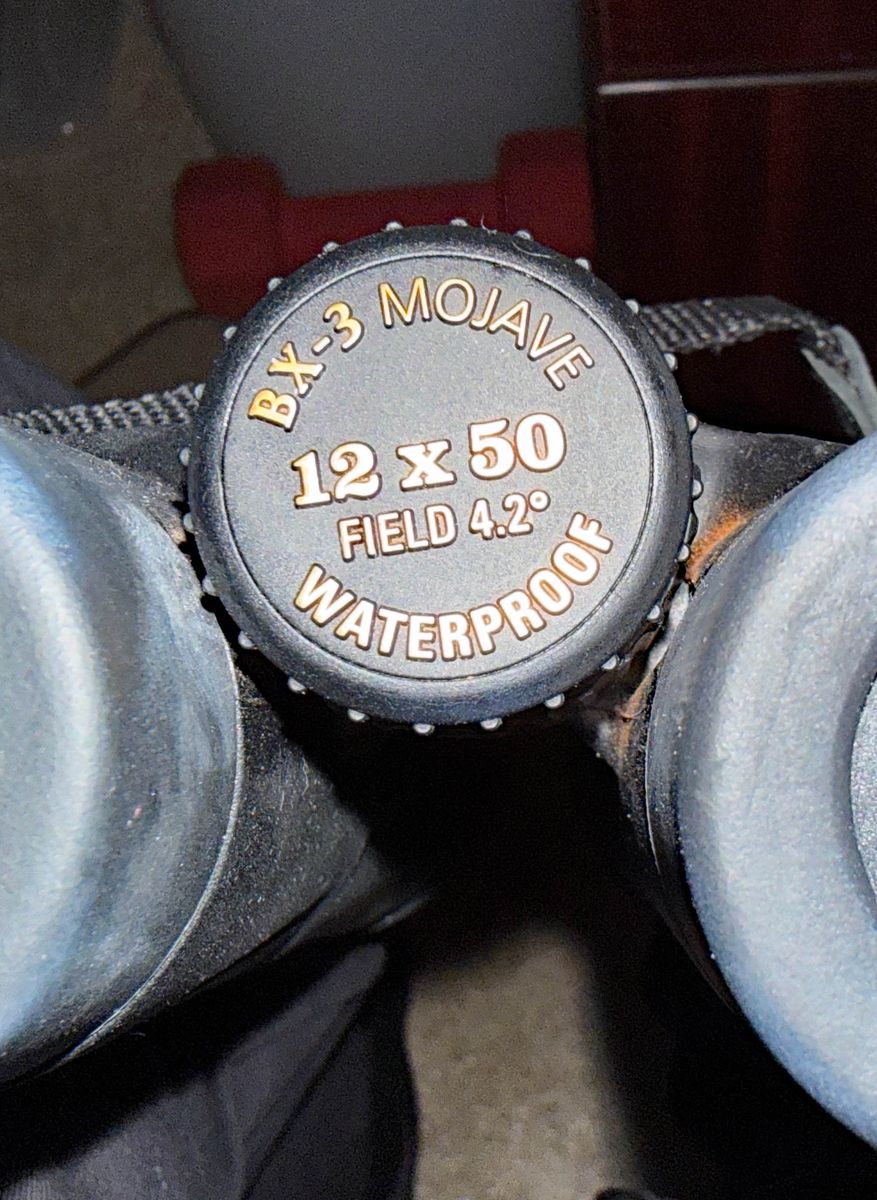 BX-3 MOJAVE
12 x 50
FIELD 4.2°
WATERPROOF